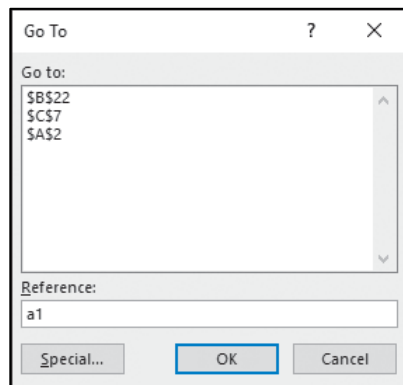 Go To ? ×
Go to:
$B$22
$C$7
$A$2
Reference:
a1
Special... OK Cancel